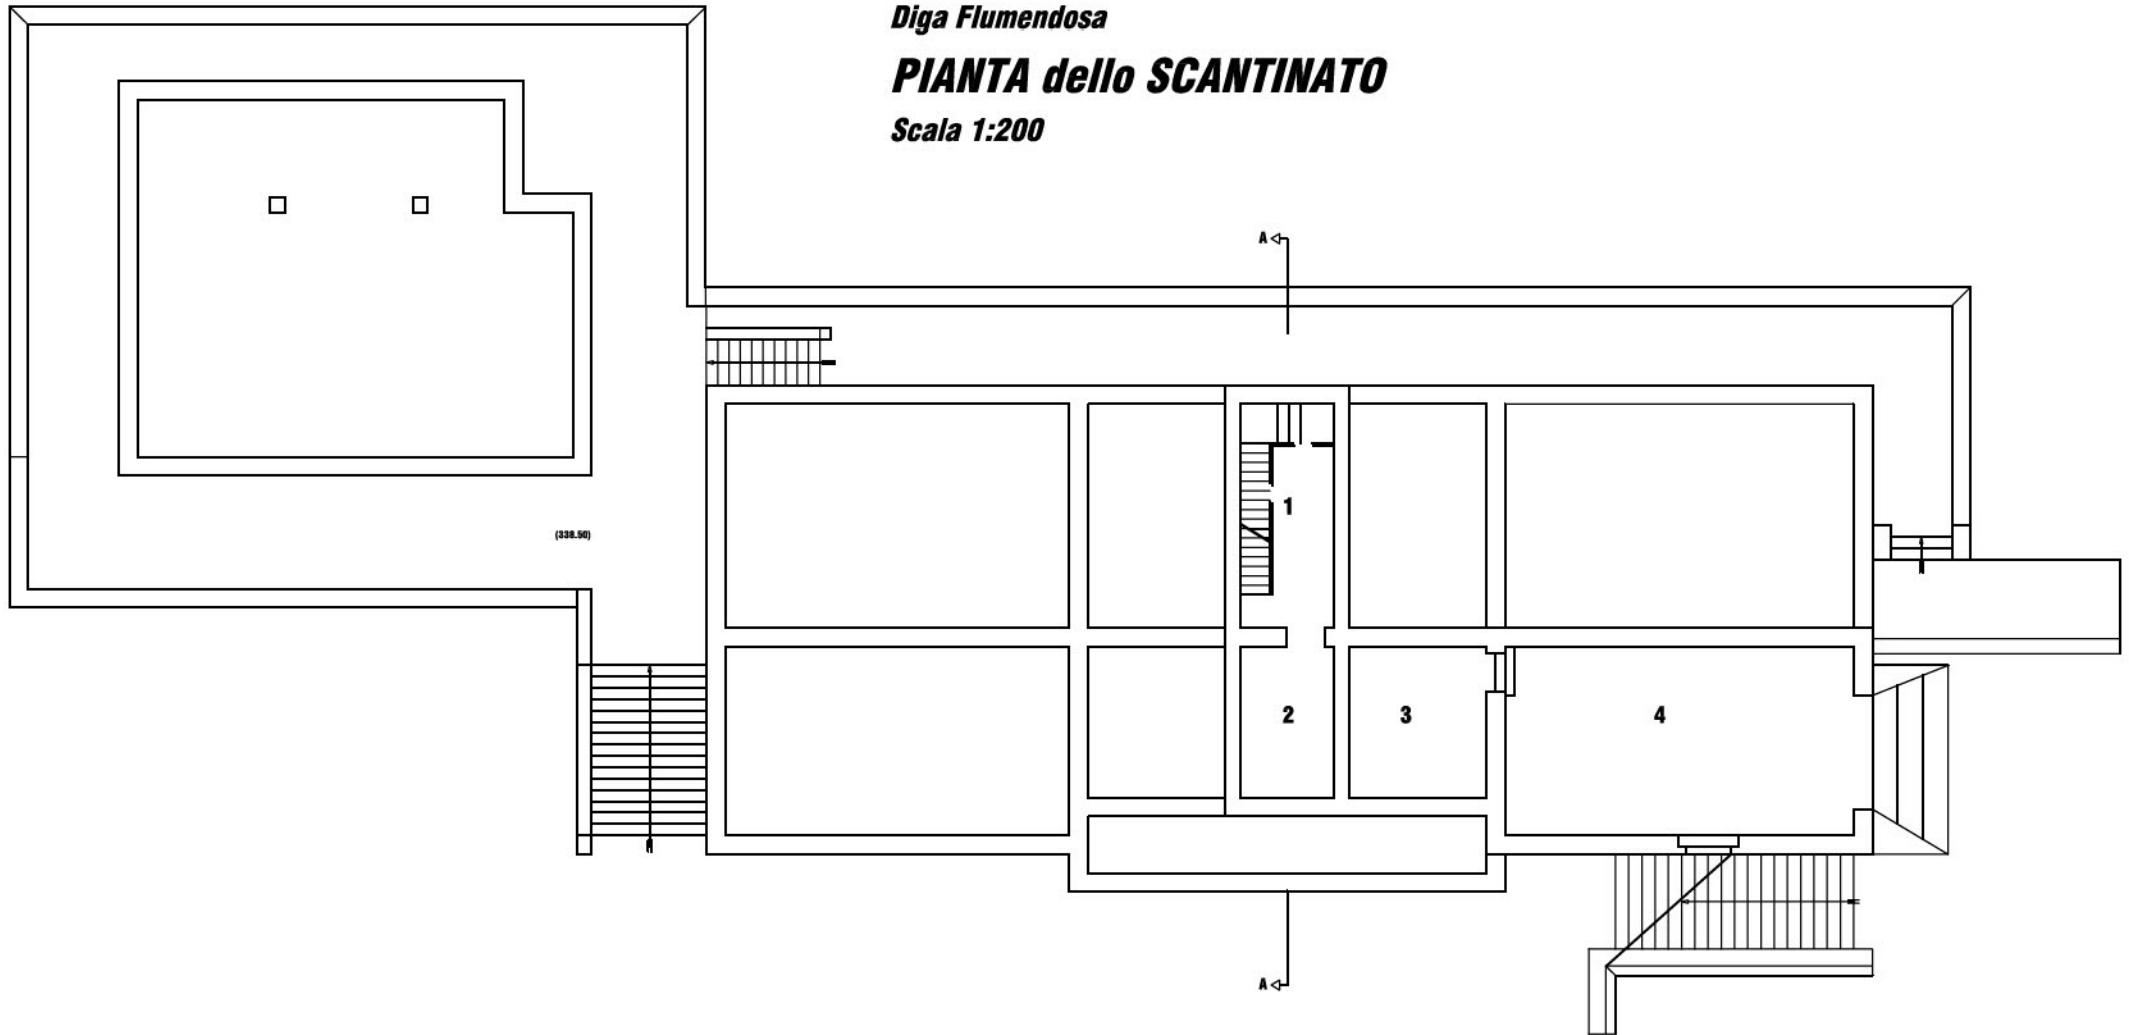 Diga Flumendosa
PIANTA dello SCANTINATO
Scala 1:200
A
1
(338.50)
2
3
4
A